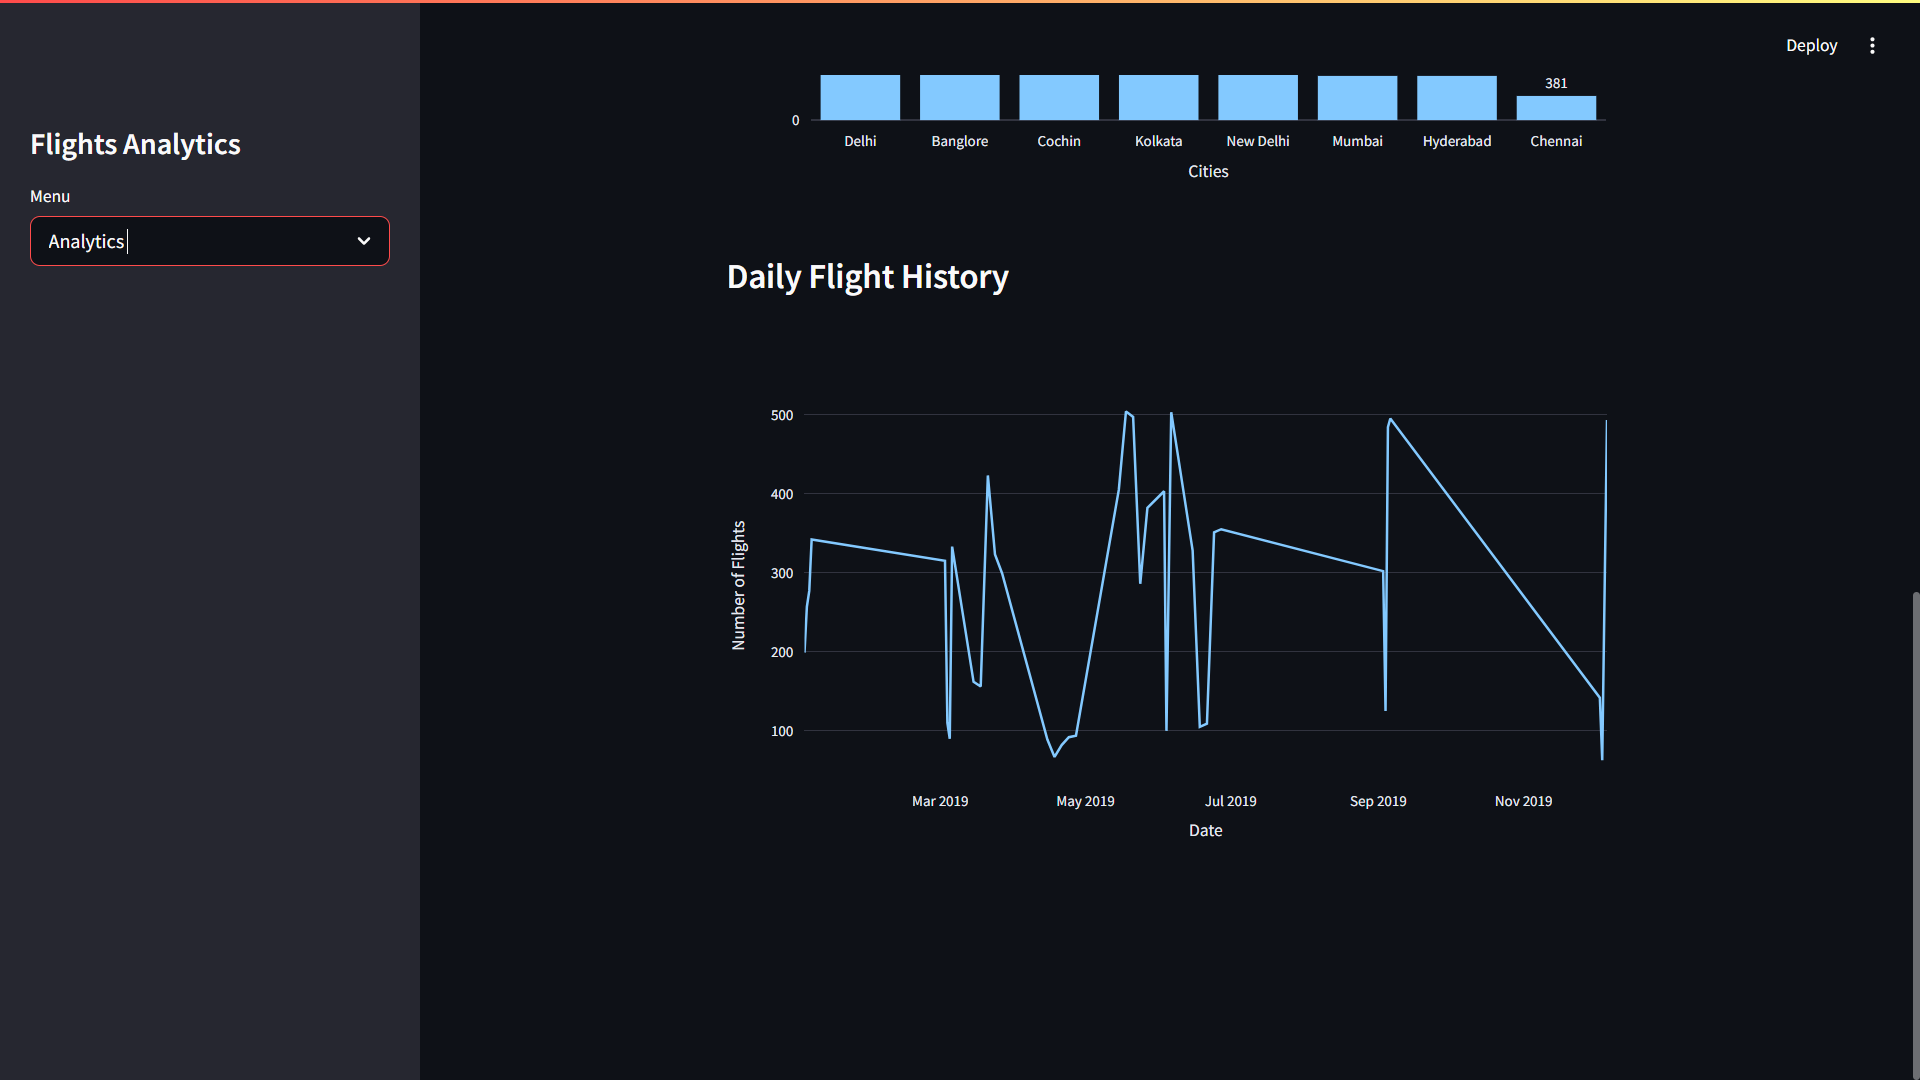 Deploy
Flights Analytics
Menu
Analytics
381
0
Delhi Banglore Cochin Kolkata New Delhi Mumbai Hyderabad Chennai
Cities
Daily Flight History
500
400
300
200
100
Number of Flights
Mar 2019 May 2019 Jul 2019 Sep 2019 Nov 2019
Date